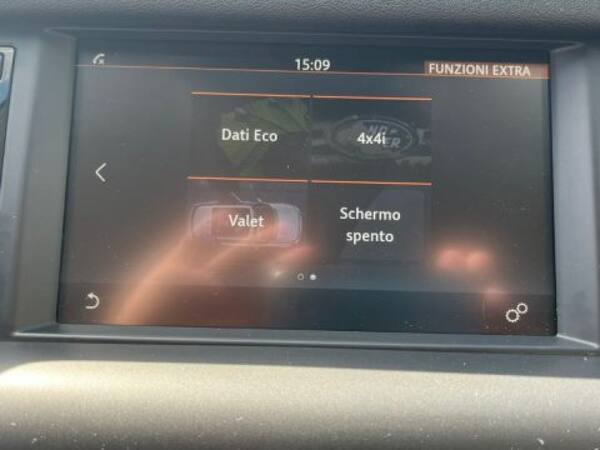 15:09
FUNZIONI EXTRA
Dati Eco
4x4i
Valet
Schermo
spento